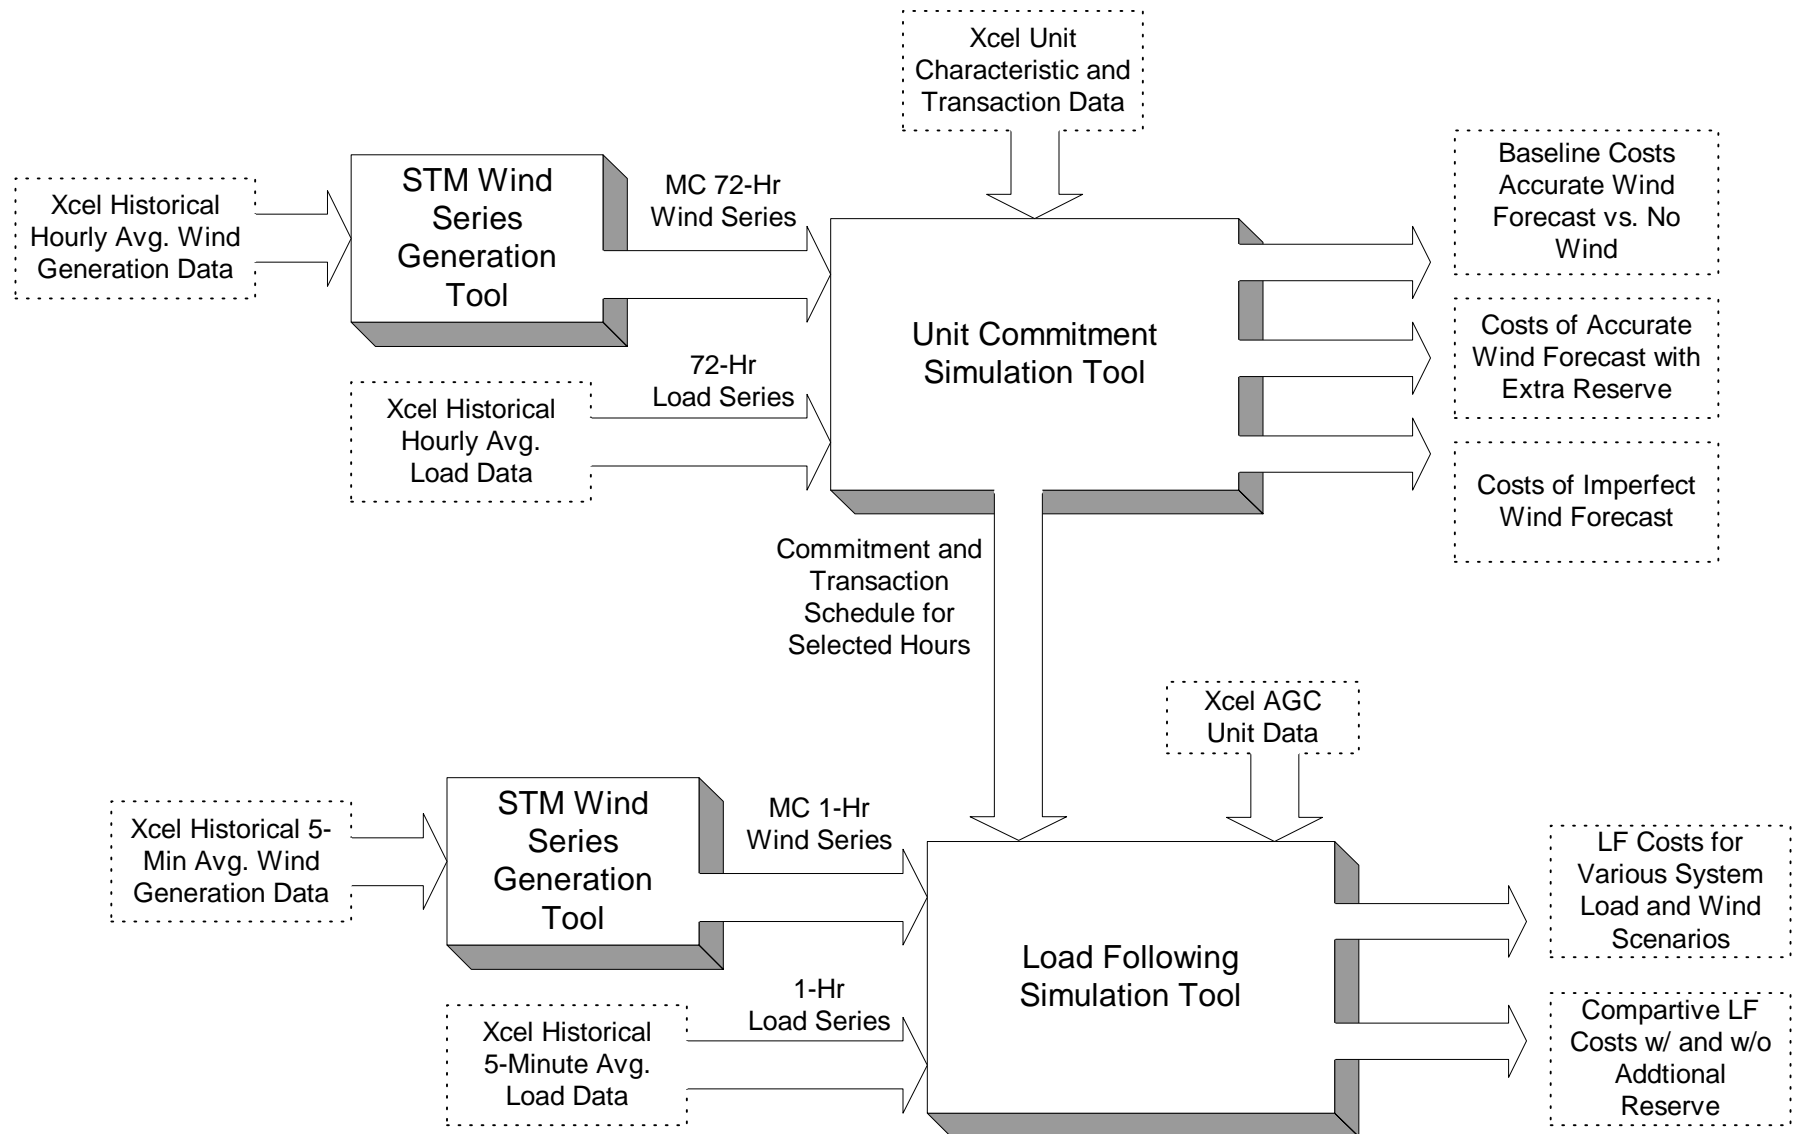 Xcel Unit
Characteristic and
Transaction Data
Xcel Historical
Hourly Avg. Wind
Generation Data
STM Wind
Series
Generation
Tool
MC 72-Hr
Wind Series
72-Hr
Load Series
Xcel Historical
Hourly Avg.
Load Data
Unit Commitment
Simulation Tool
Baseline Costs
Accurate Wind
Forecast vs. No
Wind
Costs of Accurate
Wind Forecast with
Extra Reserve
Costs of Imperfect
Wind Forecast
Commitment and
Transaction
Schedule for
Selected Hours
Xcel AGC
Unit Data
Xcel Historical 5-
Min Avg. Wind
Generation Data
STM Wind
Series
Generation
Tool
MC 1-Hr
Wind Series
1-Hr
Load Series
Xcel Historical
5-Minute Avg.
Load Data
Load Following
Simulation Tool
LF Costs for
Various System
Load and Wind
Scenarios
Compartive LF
Costs w/ and w/o
Addtional
Reserve